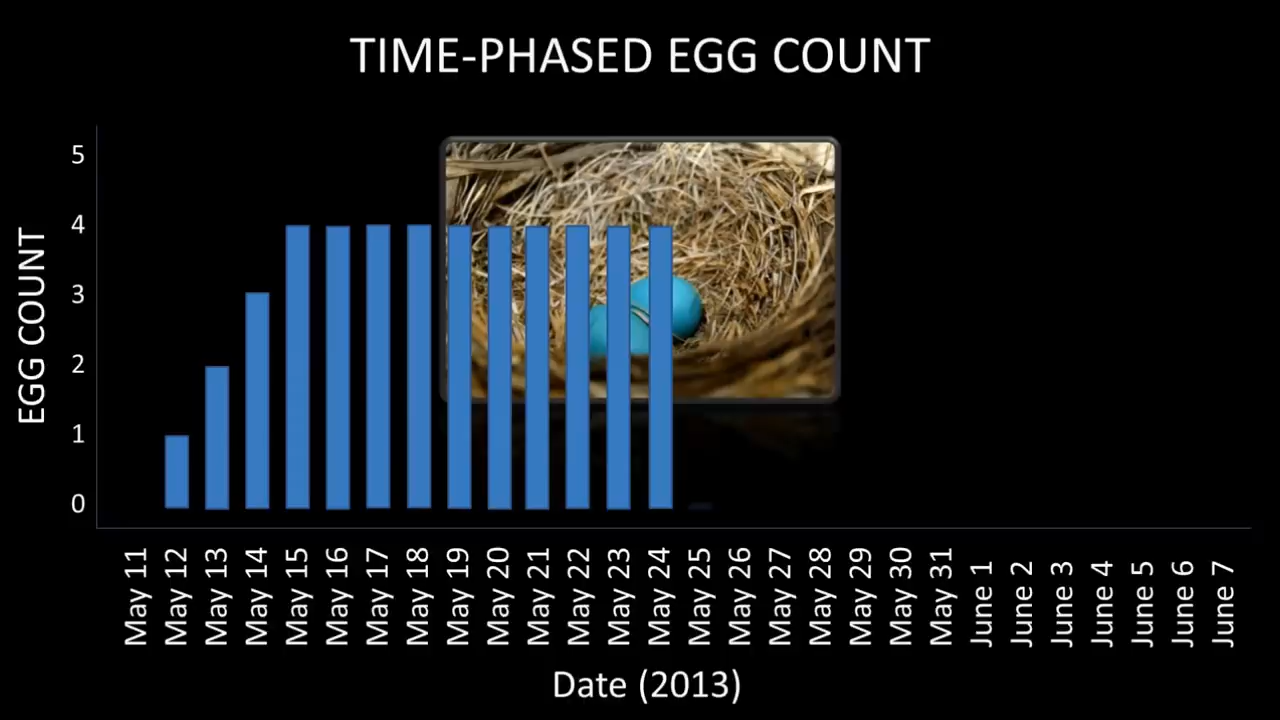 TIME-PHASED EGG COUNT
EGG COUNT
5
4
3
2
1
0
May 11
May 12
May 13
May 14
May 15
May 16
May 17
May 18
May 19
May 20
May 21
May 22
May 23
May 24
May 25
May 26
May 27
May 28
May 29
May 30
May 31
June 1
June 2
June 3
June 4
June 5
June 6
June 7
Date (2013)